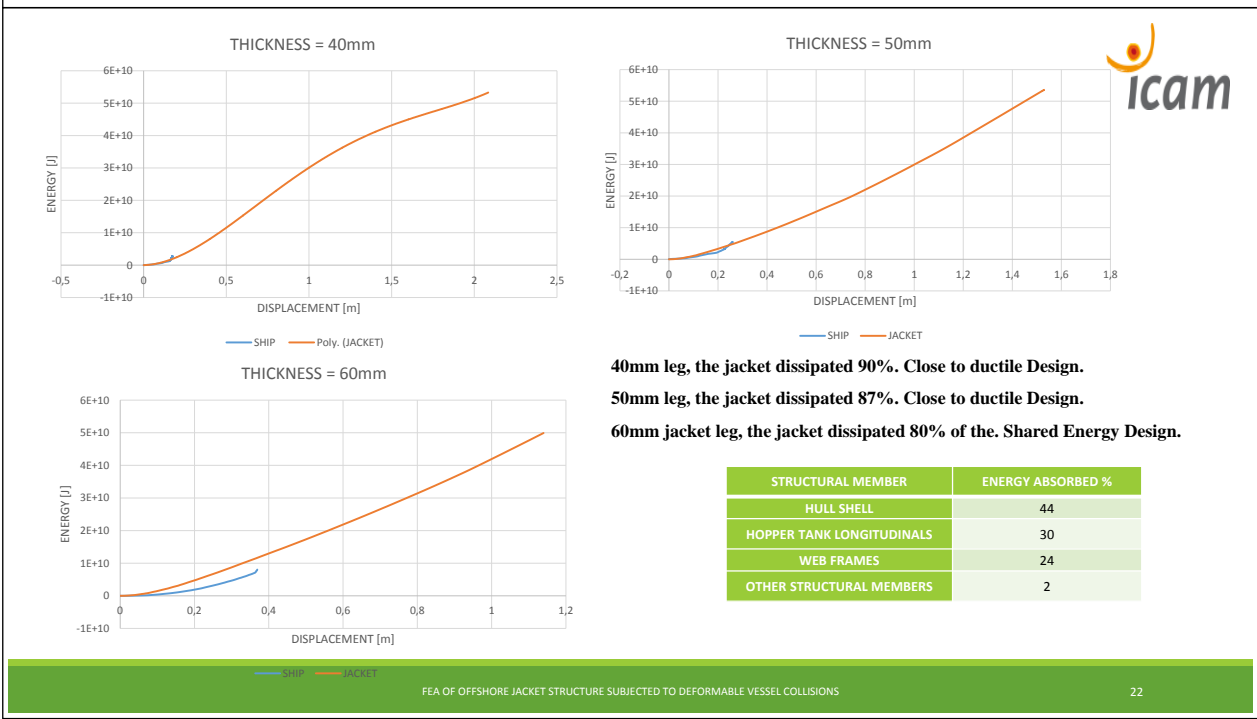 THICKNESS = 40mm
6E+10
5E+10
4E+10
3E+10
2E+10
1E+10
0
-1E+10
-0,5
0
0,5
1
1,5
2
2,5
ENERGY [J]
DISPLACEMENT [m]
SHIP Poly. (JACKET)
THICKNESS = 50mm
6E+10
5E+10
4E+10
3E+10
2E+10
1E+10
0
-1E+10
-0,2
0
0,2
0,4
0,6
0,8
1
1,2
1,4
1,6
1,8
ENERGY [J]
DISPLACEMENT [m]
SHIP JACKET
icam
THICKNESS = 60mm
6E+10
5E+10
4E+10
3E+10
2E+10
1E+10
0
-1E+10
0
0,2
0,4
0,6
0,8
1
1,2
ENERGY [J]
DISPLACEMENT [m]
SHIP JACKET
40mm leg, the jacket dissipated 90%. Close to ductile Design.
50mm leg, the jacket dissipated 87%. Close to ductile Design.
60mm jacket leg, the jacket dissipated 80% of the. Shared Energy Design.
STRUCTURAL MEMBER ENERGY ABSORBED %
HULL SHELL 44
HOPPER TANK LONGITUDINALS 30
WEB FRAMES 24
OTHER STRUCTURAL MEMBERS 2
FEA OF OFFSHORE JACKET STRUCTURE SUBJECTED TO DEFORMABLE VESSEL COLLISIONS 22